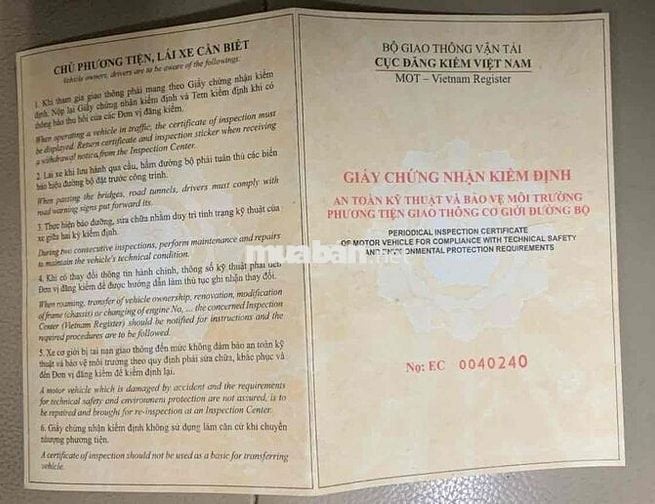 CHỦ PHƯƠNG TIỆN, LÁI XE CẦN BIẾT
Vehicle owners, drivers are to be aware of the followings:
1. Khi tham gia giao thông phải mang theo Giấy chứng nhận kiểm
định. Nộp lại Giấy chứng nhận kiểm định và Tem kiểm định khi có
thông báo thu hồi của các Đơn vị đăng kiểm.
When operating a vehicle in traffic, the certificate of inspection must
be displayed. Return certificate and inspection sticker when receiving
a withdrawal notice from the Inspection Center.
2. Lái xe khi lưu hành qua cầu, hầm đường bộ phải tuân thủ các biển
báo hiệu đường bộ đặt trước công trình.
When passing the bridges, road tunnels, drivers must comply with
road warning signs put forward its.
3. Thực hiện bảo dưỡng, sửa chữa nhằm duy trì tình trạng kỹ thuật của
xe giữa hai kỳ kiểm định.
During two consecutive inspections, perform maintenance and repairs
to maintain the vehicle's technical condition.
4. Khi có thay đổi thông tin hành chính, thông số kỹ thuật phải đến
Đơn vị đăng kiểm để được hướng dẫn làm thủ tục ghi nhận thay đổi.
When roaming, transfer of vehicle ownership, renovation, modification
of frame (chassis) or changing of engine No, ... the concerned Inspection
Center (Vietnam Register) should be notified for instructions and the
required procedures are to be followed.
5. Xe cơ giới bị tai nạn giao thông đến mức không đảm bảo an toàn kỹ
thuật và bảo vệ môi trường theo quy định phải sửa chữa, khắc phục và
đến Đơn vị đăng kiểm để kiểm định lại.
A motor vehicle which is damaged by accident and the requirements
for technical safety and environment protection are not assured, is to
be repaired and broughs for re-inspection at an Inspection Center.
6. Giấy chứng nhận kiểm định không sử dụng làm căn cứ khi chuyển
nhượng phương tiện.
A certificate of inspection should not be used as a basic for transferring
vehicle.
BỘ GIAO THÔNG VẬN TẢI
CỤC ĐĂNG KIỂM VIỆT NAM
MOT – Vietnam Register
GIẤY CHỨNG NHẬN KIỂM ĐỊNH
AN TOÀN KỸ THUẬT VÀ BẢO VỆ MÔI TRƯỜNG
PHƯƠNG TIỆN GIAO THÔNG CƠ GIỚI ĐƯỜNG BỘ
PERIODICAL INSPECTION CERTIFICATE
OF MOTOR VEHICLE FOR COMPLIANCE WITH TECHNICAL SAFETY
AND ENVIRONMENTAL PROTECTION REQUIREMENTS
No: EC 0040240
muaban.net